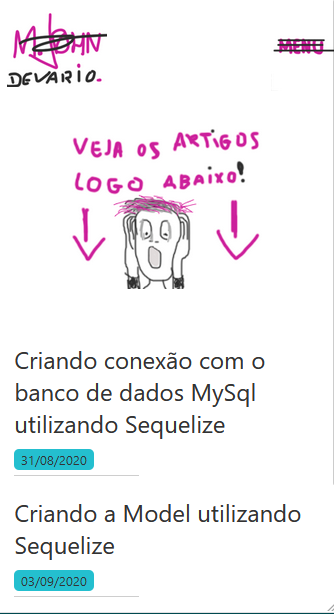 M. JOHN
DEVARIO.
MENU
VEJA OS ARTIGOS
LOGO ABAIXO!
Criando conexão com o
banco de dados MySql
utilizando Sequelize
31/08/2020
Criando a Model utilizando
Sequelize
03/09/2020